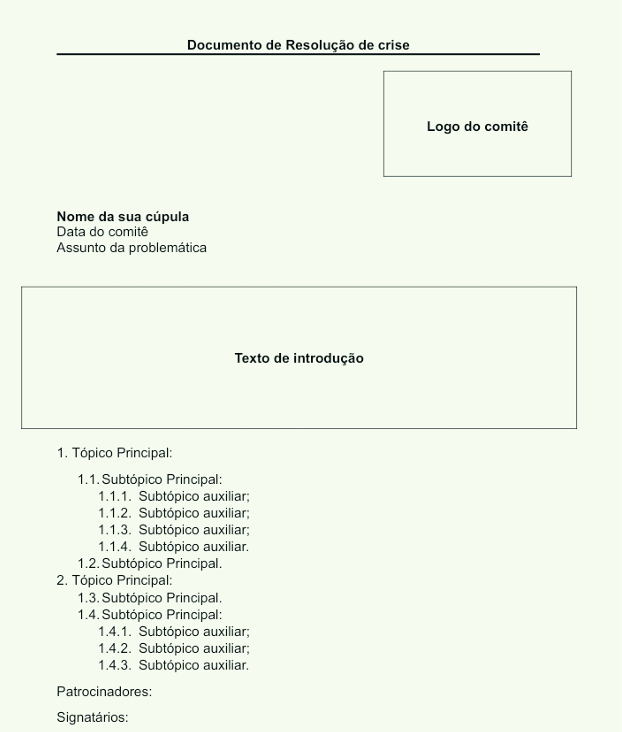 Documento de Resolução de crise
Logo do comitê
Nome da sua cúpula
Data do comitê
Assunto da problemática
Texto de introdução
1. Tópico Principal:
1.1. Subtópico Principal:
1.1.1. Subtópico auxiliar;
1.1.2. Subtópico auxiliar;
1.1.3. Subtópico auxiliar;
1.1.4. Subtópico auxiliar.
1.2. Subtópico Principal.
2. Tópico Principal:
1.3. Subtópico Principal.
1.4. Subtópico Principal:
1.4.1. Subtópico auxiliar;
1.4.2. Subtópico auxiliar;
1.4.3. Subtópico auxiliar.
Patrocinadores:
Signatários: